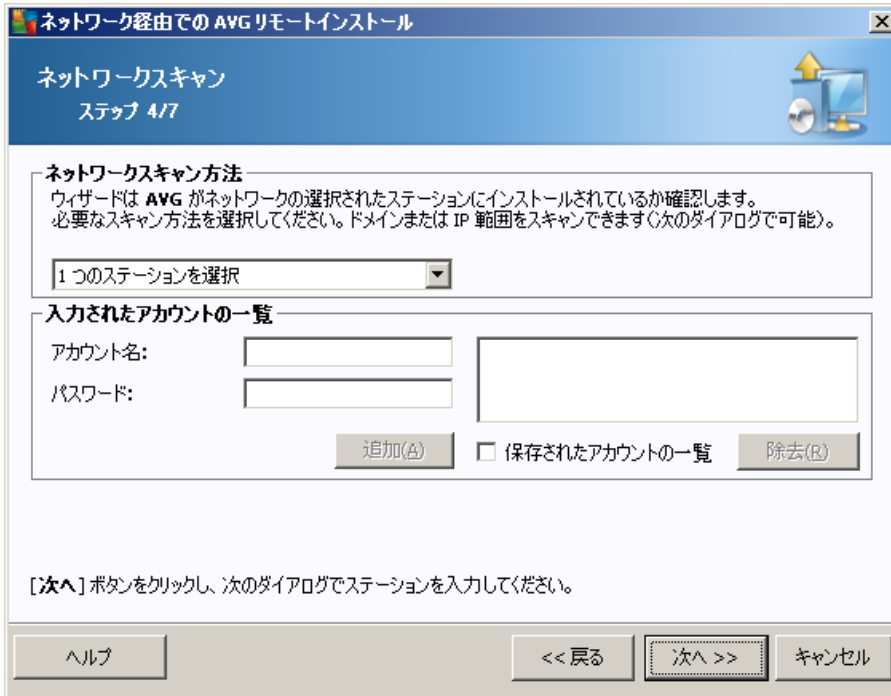 ネットワーク経由での AVG リモートインストール
ネットワークスキャン
ステップ 4/7
ネットワークスキャン方法
ウィザードは AVG がネットワークの選択されたステーションにインストールされているか確認します。
必要なスキャン方法を選択してください。ドメインまたは IP 範囲をスキャンできます(次のダイアログで可能)。
1 つのステーションを選択
入力されたアカウントの一覧
アカウント名:
パスワード:
追加(A)
保存されたアカウントの一覧
除去(R)
[次へ] ボタンをクリックし、次のダイアログでステーションを入力してください。
ヘルプ
<< 戻る
次へ >>
キャンセル